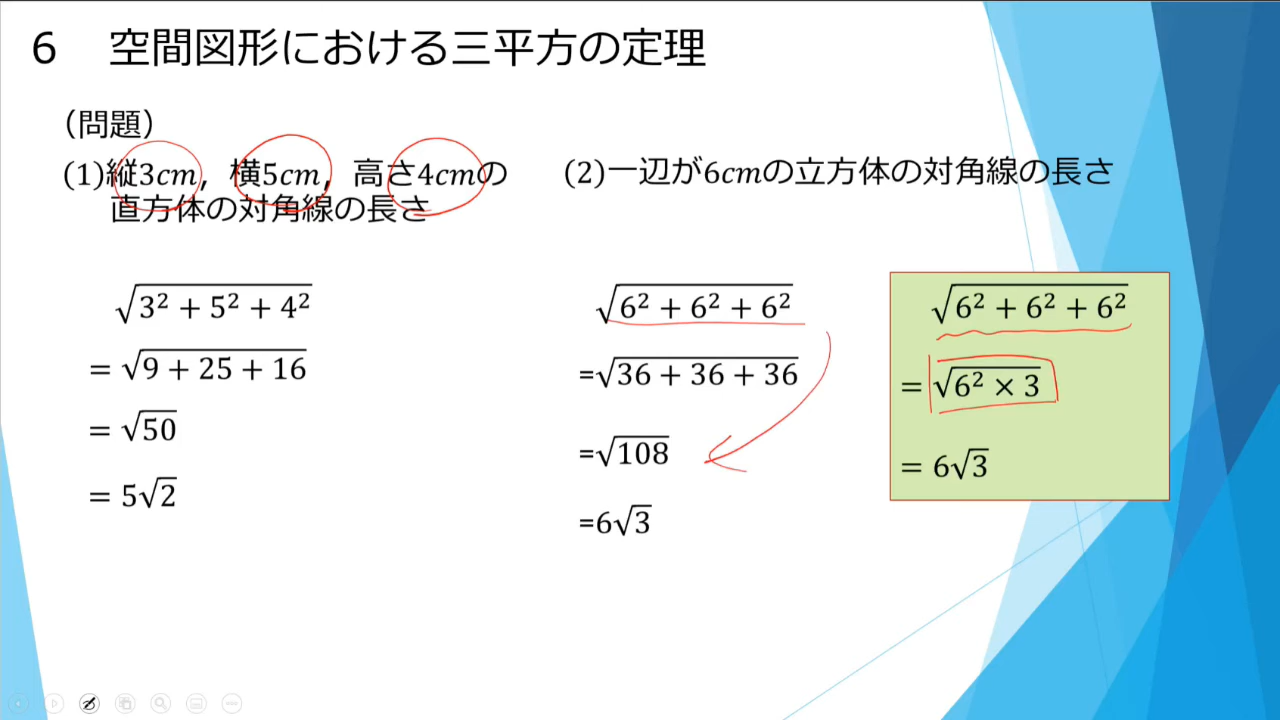 6 空間図形における三平方の定理
（問題）
(1)縦3cm，横5cm，高さ4cmの
直方体の対角線の長さ
√(3² + 5² + 4²)
= √(9 + 25 + 16)
= √50
= 5√2
(2)一辺が6cmの立方体の対角線の長さ
√(6² + 6² + 6²)
=√(36 + 36 + 36)
=√108
=6√3
√(6² + 6² + 6²)
= √(6² × 3)
= 6√3